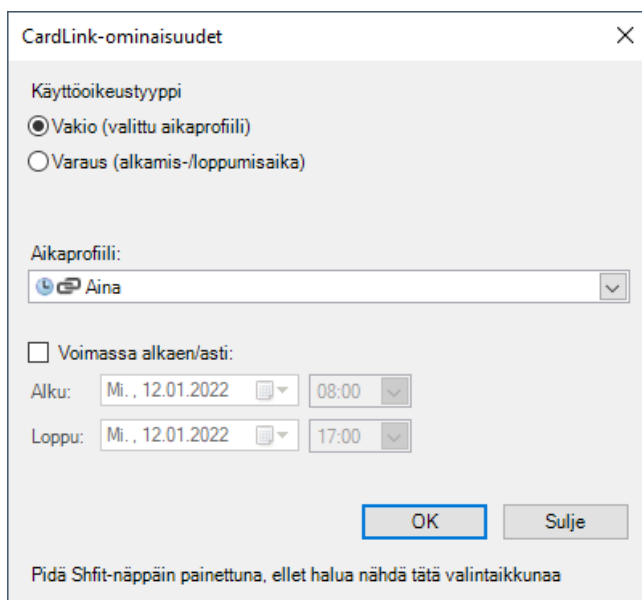 CardLink-ominaisuudet
Käyttöoikeustyyppi
Vakio (valittu aikaprofiili)
Varaus (alkamis-/loppumisaika)
Aikaprofiili:
Aina
Voimassa alkaen/asti:
Alku: Mi. , 12.01.2022 08:00
Loppu: Mi. , 12.01.2022 17:00
OK Sulje
Pidä Shfit-näppäin painettuna, ellet halua nähdä tätä valintaikkunaa